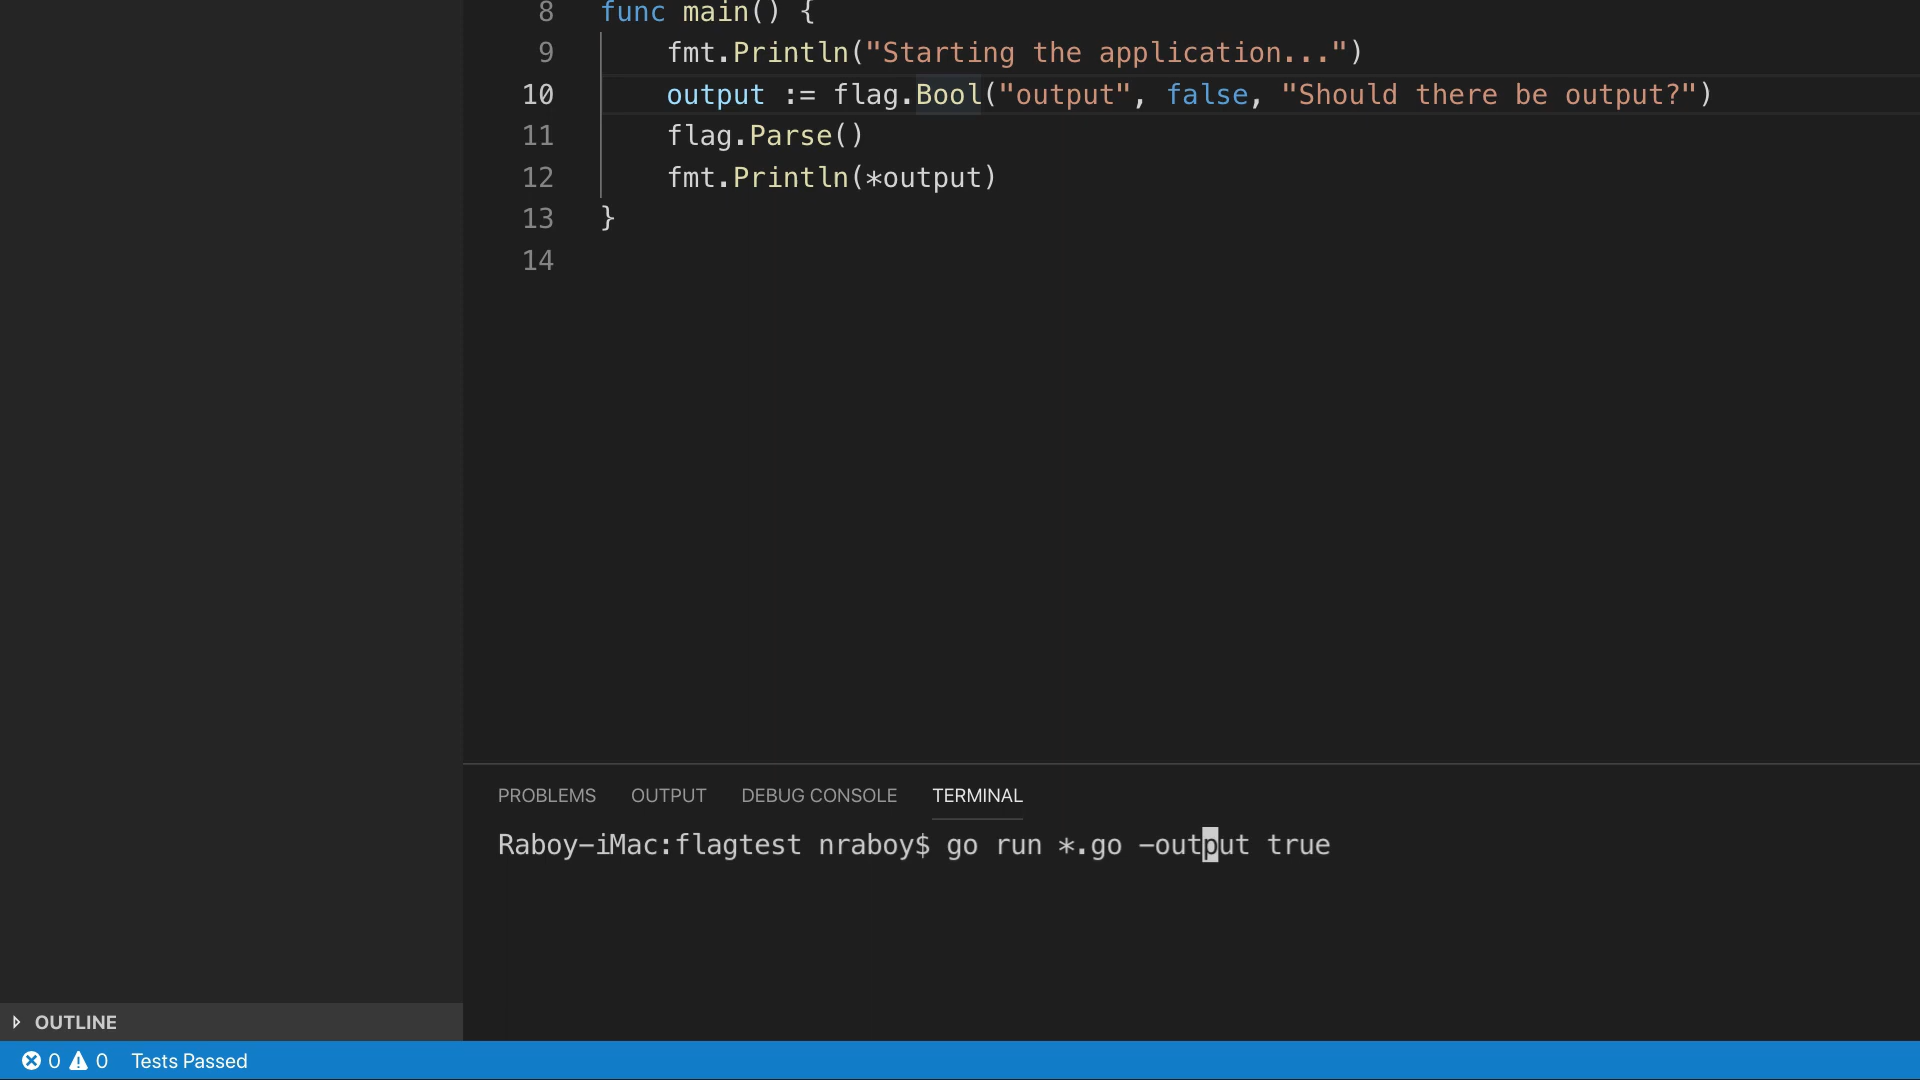 8 func main() {
9 fmt.Println("Starting the application...")
10 output := flag.Bool("output", false, "Should there be output?")
11 flag.Parse()
12 fmt.Println(*output)
13 }
14
PROBLEMS OUTPUT DEBUG CONSOLE TERMINAL
Raboy-iMac:flagtest nraboy$ go run *.go -output true
OUTLINE
0 0 Tests Passed